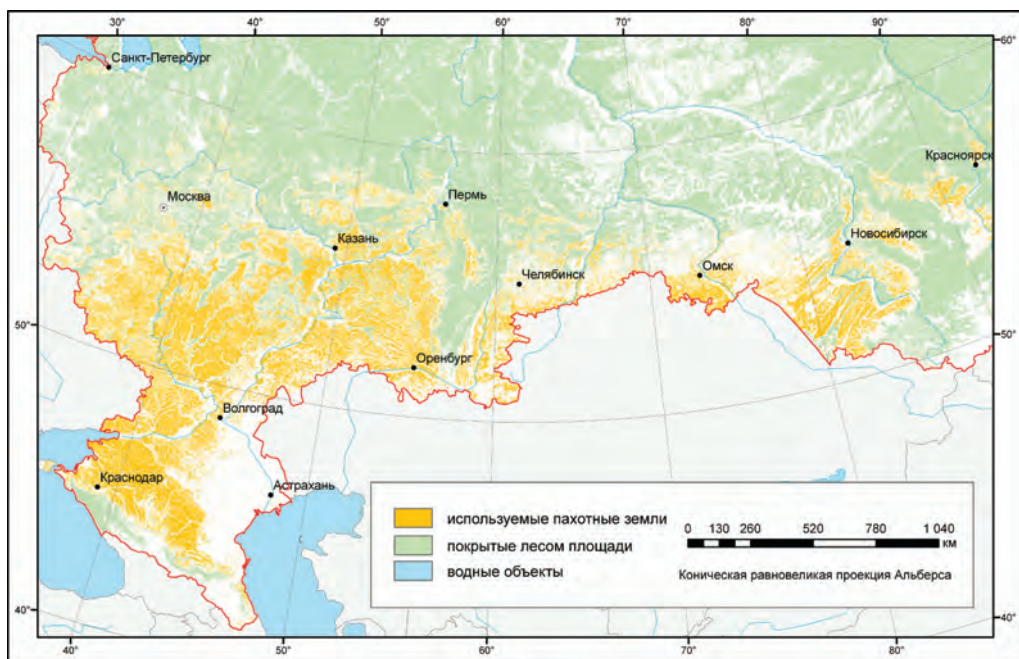 30° 40° 50° 60° 70° 80° 90°
60°
60°
Санкт-Петербург
Красноярск
Москва
Пермь
Новосибирск
Казань
Омск
Челябинск
50°
50°
Оренбург
Волгоград
Краснодар
Астрахань
используемые пахотные земли
покрытые лесом площади
водные объекты
0 130 260 520 780 1 040
км
Коническая равновеликая проекция Альберса
40°
40°
40° 50° 60° 70° 80°